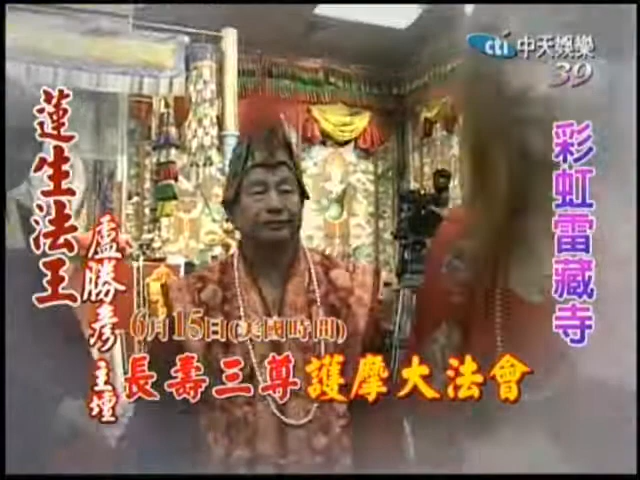 cti 中天娛樂
39
蓮生法王
盧勝彥 主壇
彩虹雷藏寺
6月15日(美國時間)
長壽三尊護摩大法會